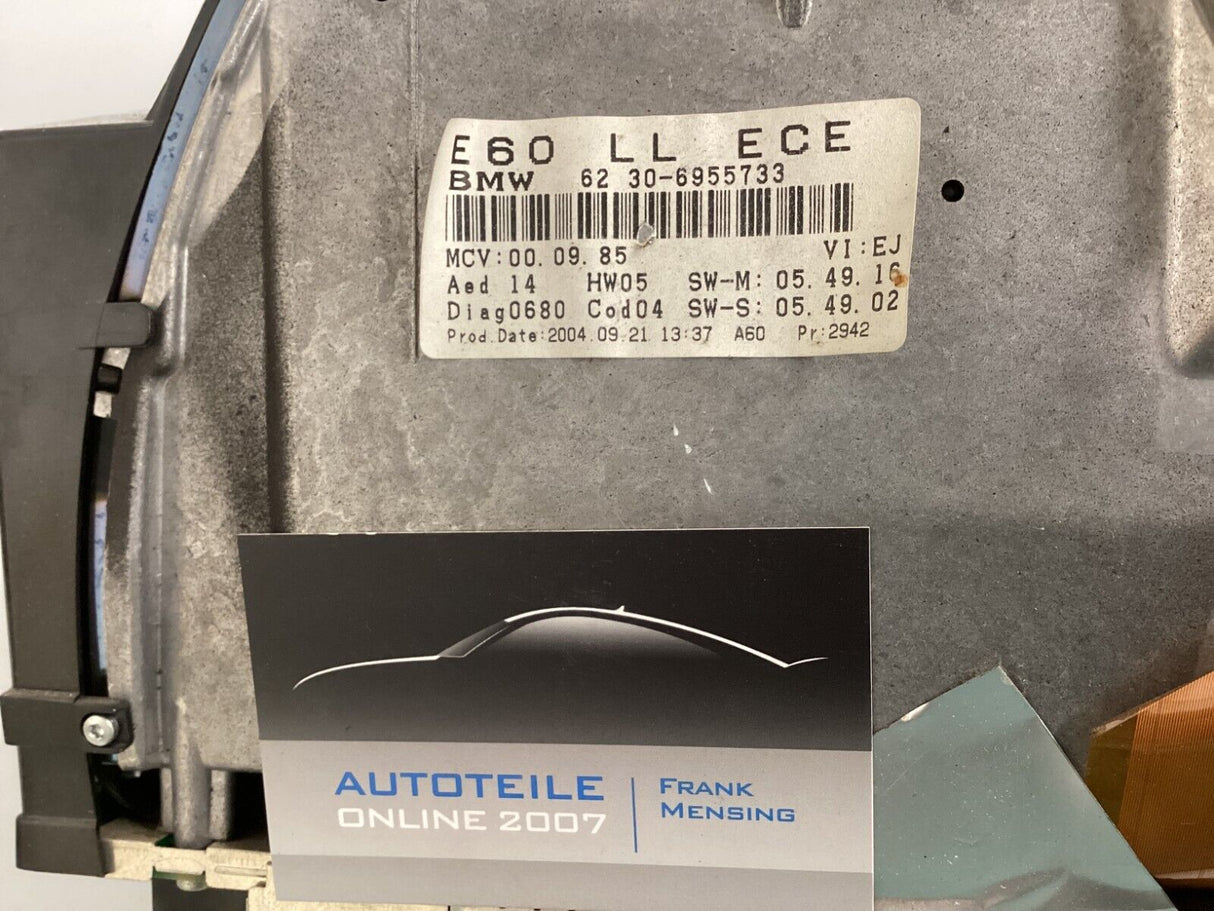 E60 LL ECE
BMW 62 30-6955733
MCV:00.09.85 VI:EJ
Aed 14 HW05 SW-M: 05.49.16
Diag0680 Cod04 SW-S: 05.49.02
Prod.Date:2004.09.21 13:37 A60 Pr:2942
AUTOTEILE
ONLINE 2007
FRANK
MENSING